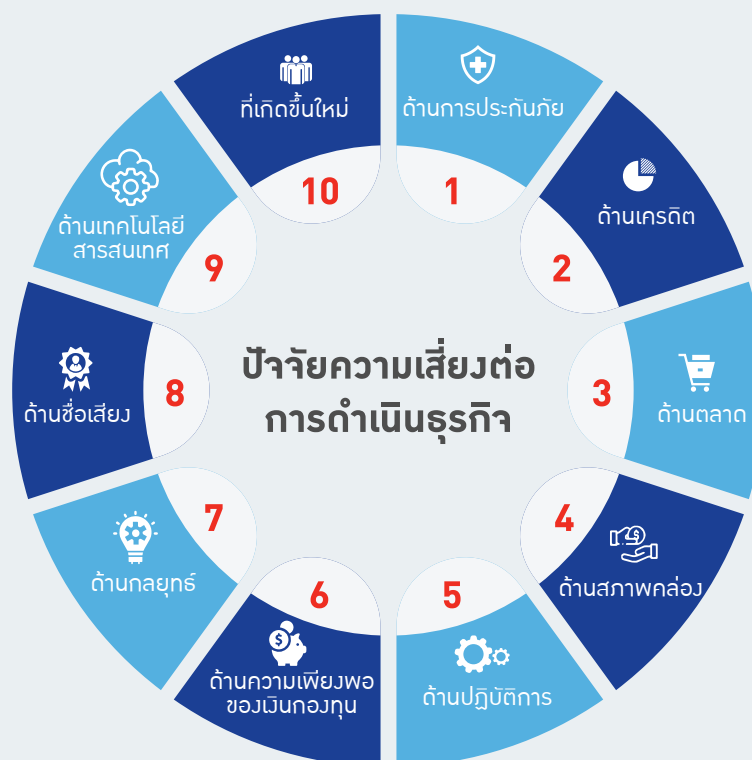 ปัจจัยความเสี่ยงต่อ
การดำเนินธุรกิจ
1
ด้านการประกันภัย
2
ด้านเครดิต
3
ด้านตลาด
4
ด้านสภาพคล่อง
5
ด้านปฏิบัติการ
6
ด้านความเพียงพอ
ของเงินกองทุน
7
ด้านกลยุทธ์
8
ด้านชื่อเสียง
9
ด้านเทคโนโลยี
สารสนเทศ
10
ที่เกิดขึ้นใหม่